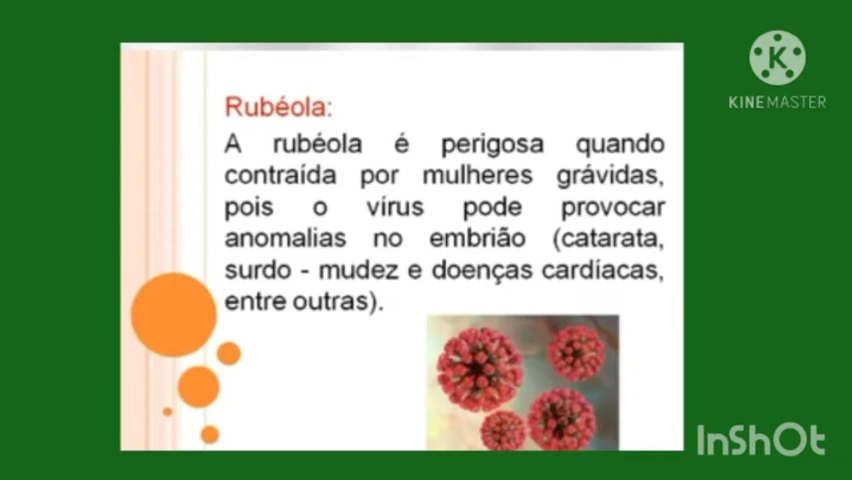 Rubéola:
A rubéola é perigosa quando
contraída por mulheres grávidas,
pois o vírus pode provocar
anomalias no embrião (catarata,
surdo - mudez e doenças cardíacas,
entre outras).
K
KINEMASTER
InShOt